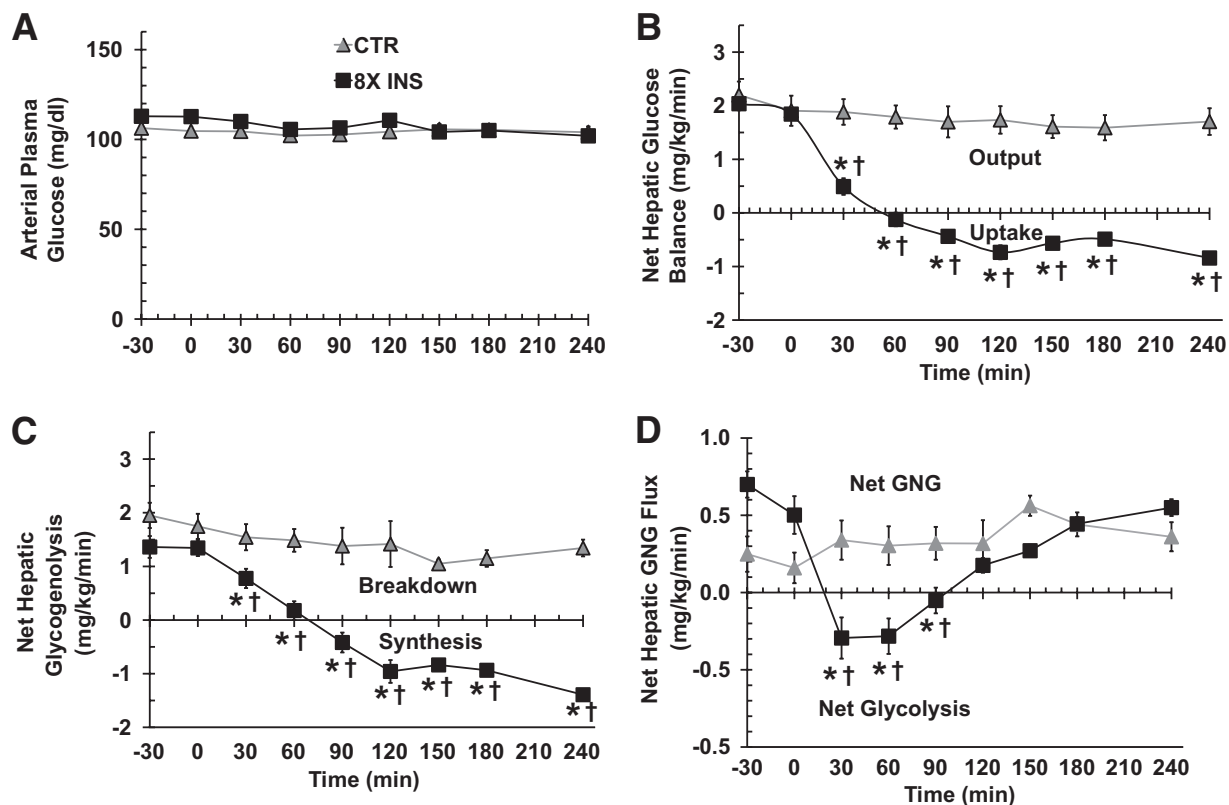 A
CTR
8X INS
Arterial Plasma
Glucose (mg/dl)
150
100
50
0
-30 0 30 60 90 120 150 180 210 240
B
Net Hepatic Glucose
Balance (mg/kg/min)
3
2
1
0
-1
-2
Output
Uptake
*† *† *† *† *† *† *†
-30 0 30 60 90 120 150 180 210 240
Time (min)
C
Net Hepatic
Glycogenolysis
(mg/kg/min)
3
2
1
0
-1
-2
Breakdown
Synthesis
*† *† *† *† *† *† *†
-30 0 30 60 90 120 150 180 210 240
Time (min)
D
Net Hepatic GNG Flux
(mg/kg/min)
1.0
0.5
0.0
-0.5
-0.5
Net GNG
*† *† *†
Net Glycolysis
-30 0 30 60 90 120 150 180 210 240
Time (min)